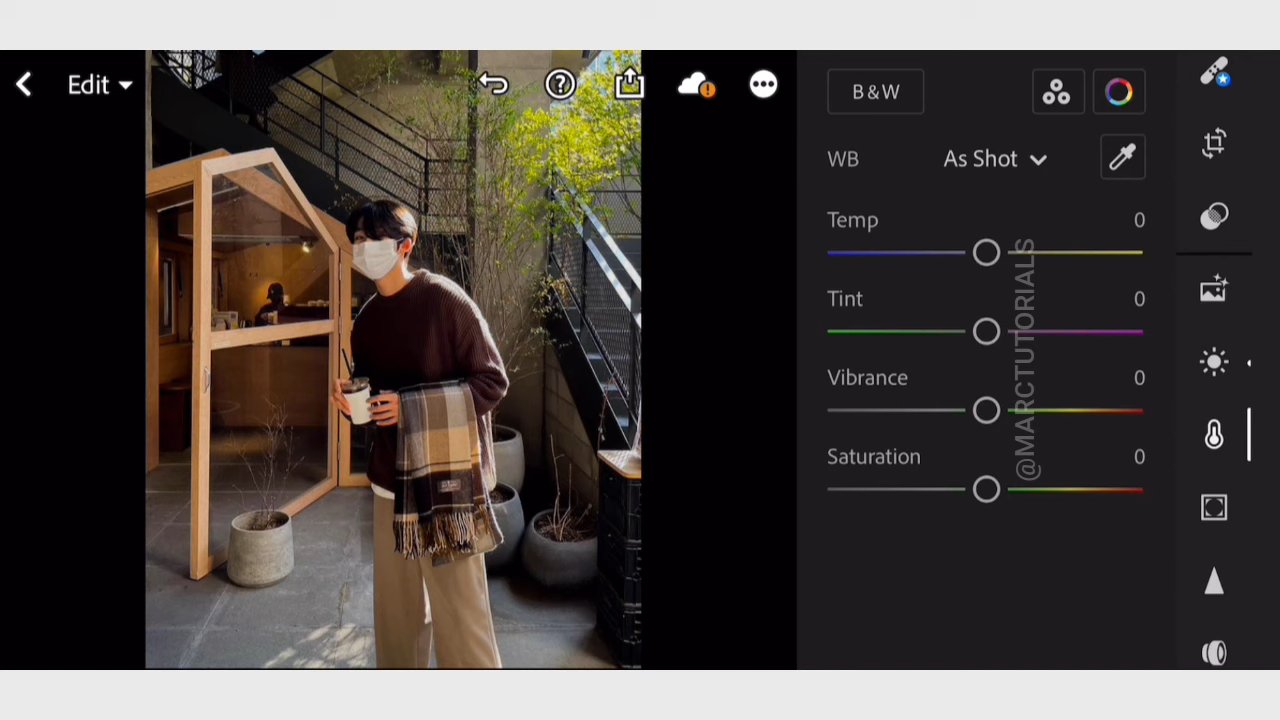 Edit
B&W
WB
As Shot
Temp
0
Tint
0
Vibrance
0
Saturation
0
@MARCTUTORIALS